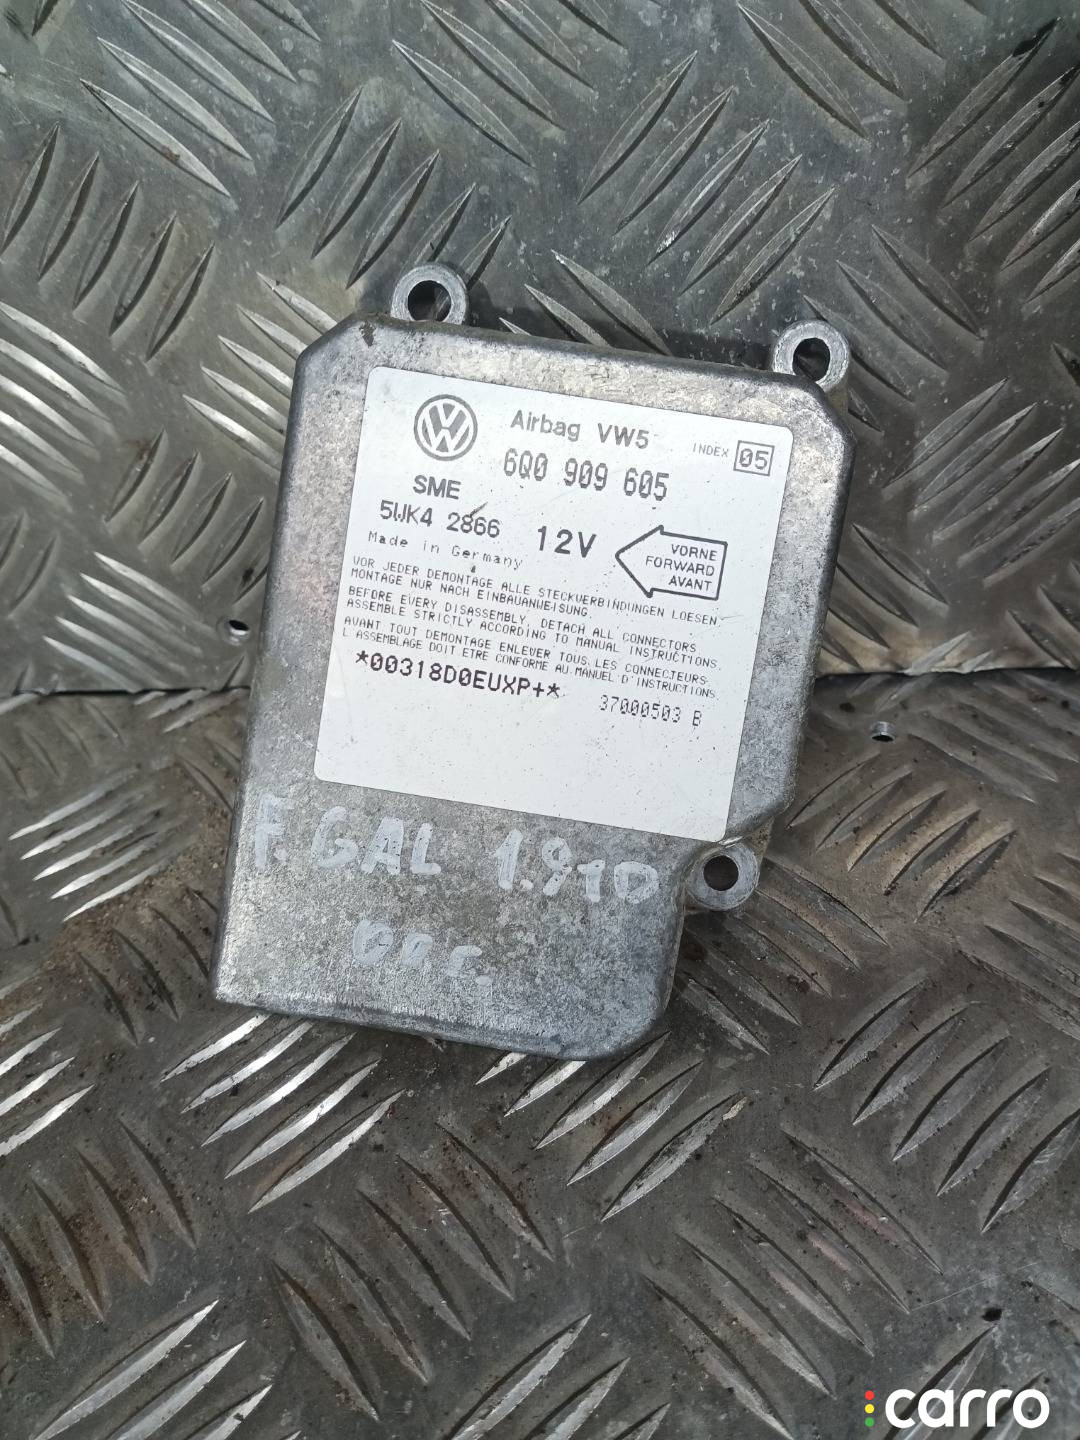 Airbag VW5
INDEX 05
6Q0 909 605
SME
5WK4 2866
12V
VORNE
FORWARD
AVANT
Made in Germany
VOR JEDER DEMONTAGE ALLE STECKVERBINDUNGEN LOESEN
MONTAGE NUR NACH EINBAUANWEISUNG.
BEFORE EVERY DISASSEMBLY, DETACH ALL CONNECTORS
ASSEMBLE STRICTLY ACCORDING TO MANUAL INSTRUCTIONS.
AVANT TOUT DEMONTAGE ENLEVER TOUS LES CONNECTEURS.
L'ASSEMBLAGE DOIT ETRE CONFORME AU MANUEL D'INSTRUCTIONS
*00318D0EUXP+*
37000503 B
F. GAL 1.9TD
carro